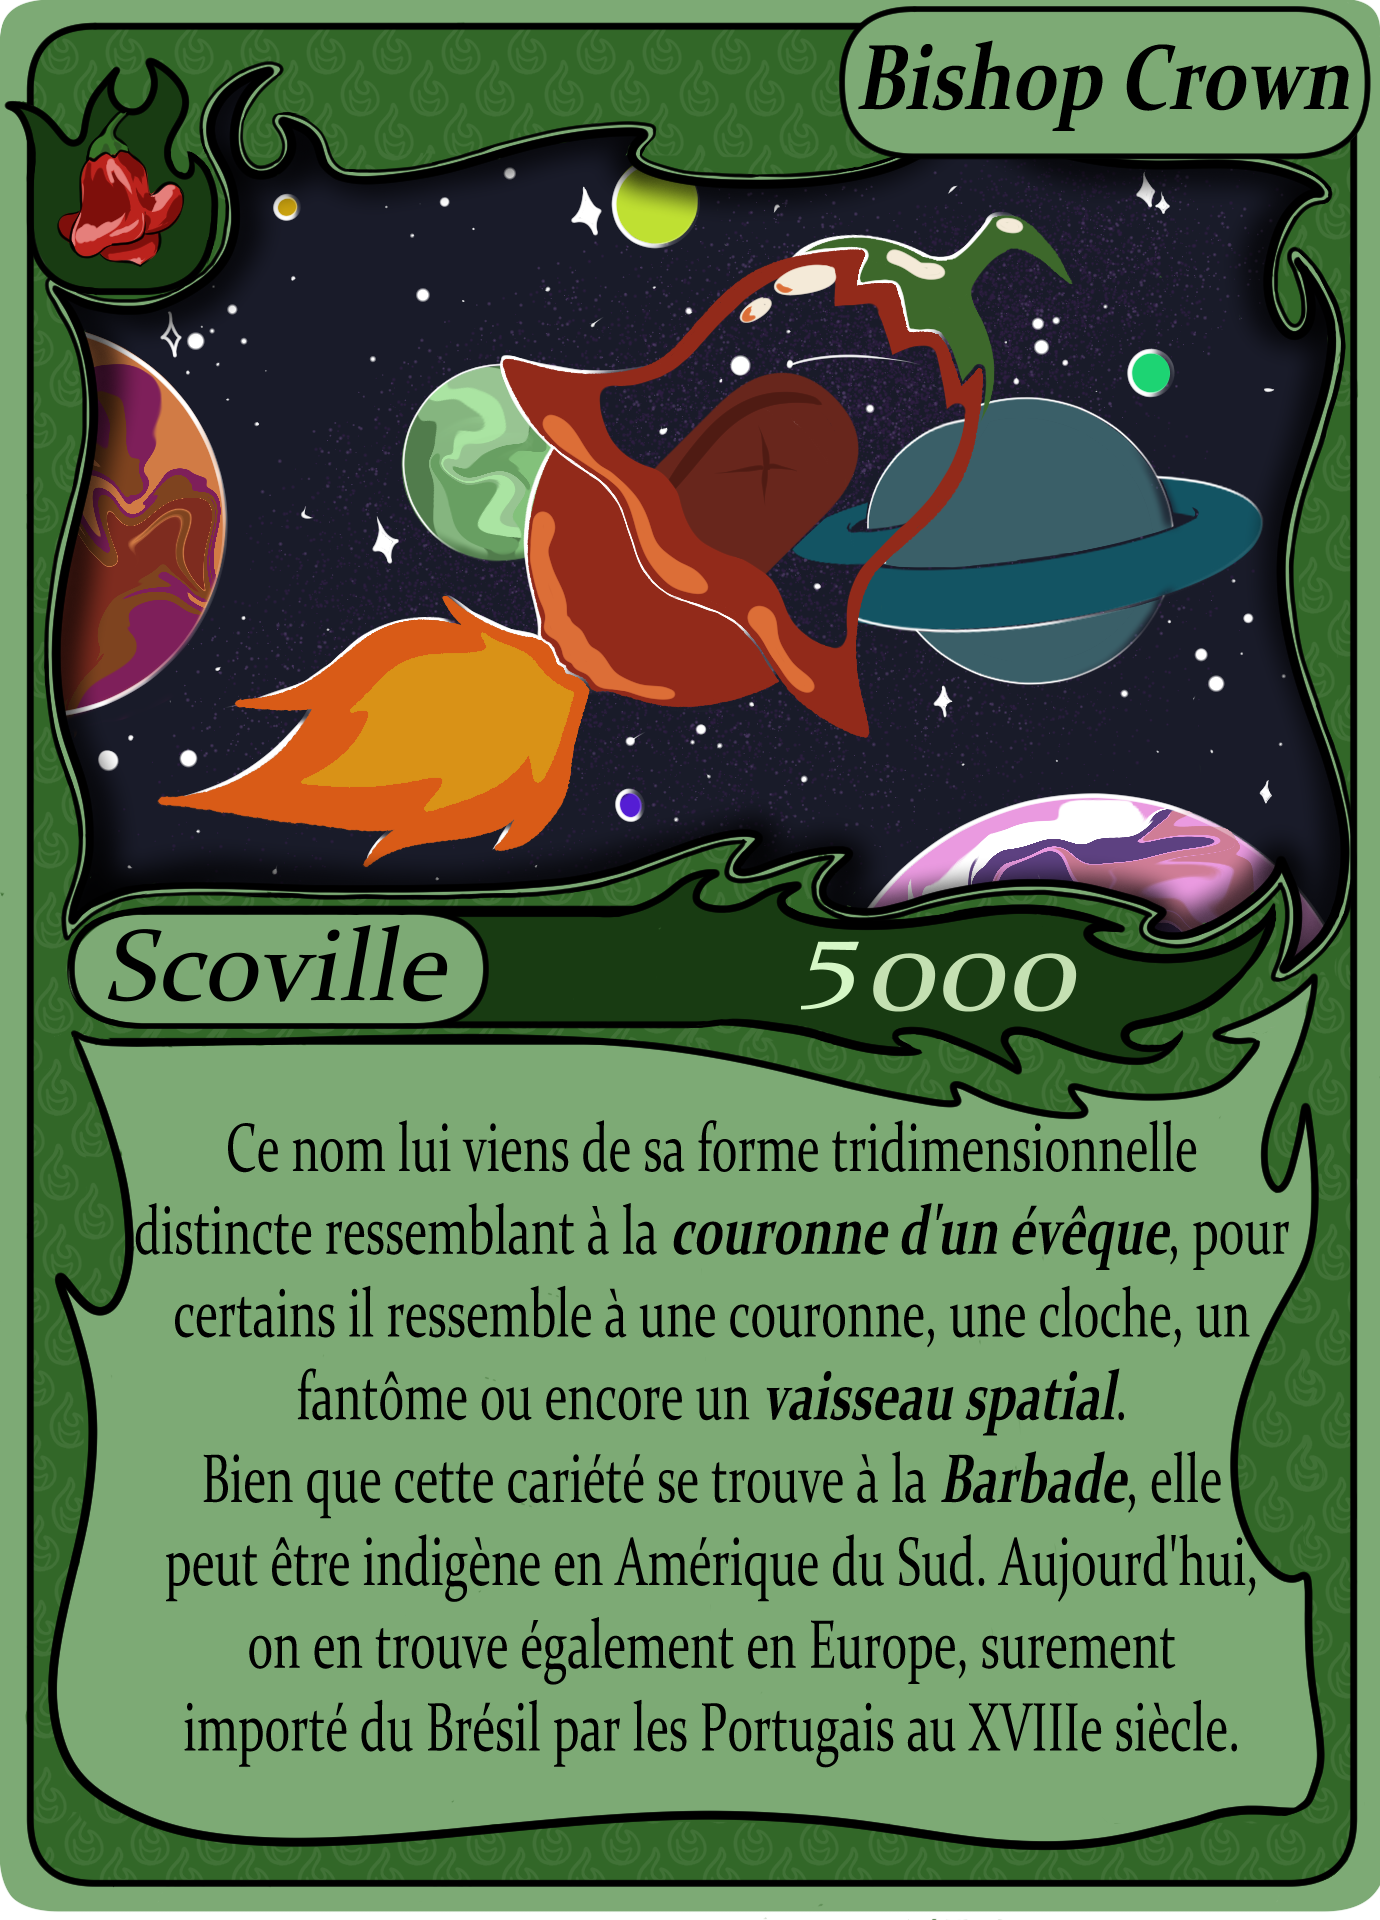 Bishop Crown
Scoville
5000
Ce nom lui viens de sa forme tridimensionnelle
distincte ressemblant à la couronne d'un évêque, pour
certains il ressemble à une couronne, une cloche, un
fantôme ou encore un vaisseau spatial.
Bien que cette cariété se trouve à la Barbade, elle
peut être indigène en Amérique du Sud. Aujourd'hui,
on en trouve également en Europe, surement
importé du Brésil par les Portugais au XVIIIe siècle.